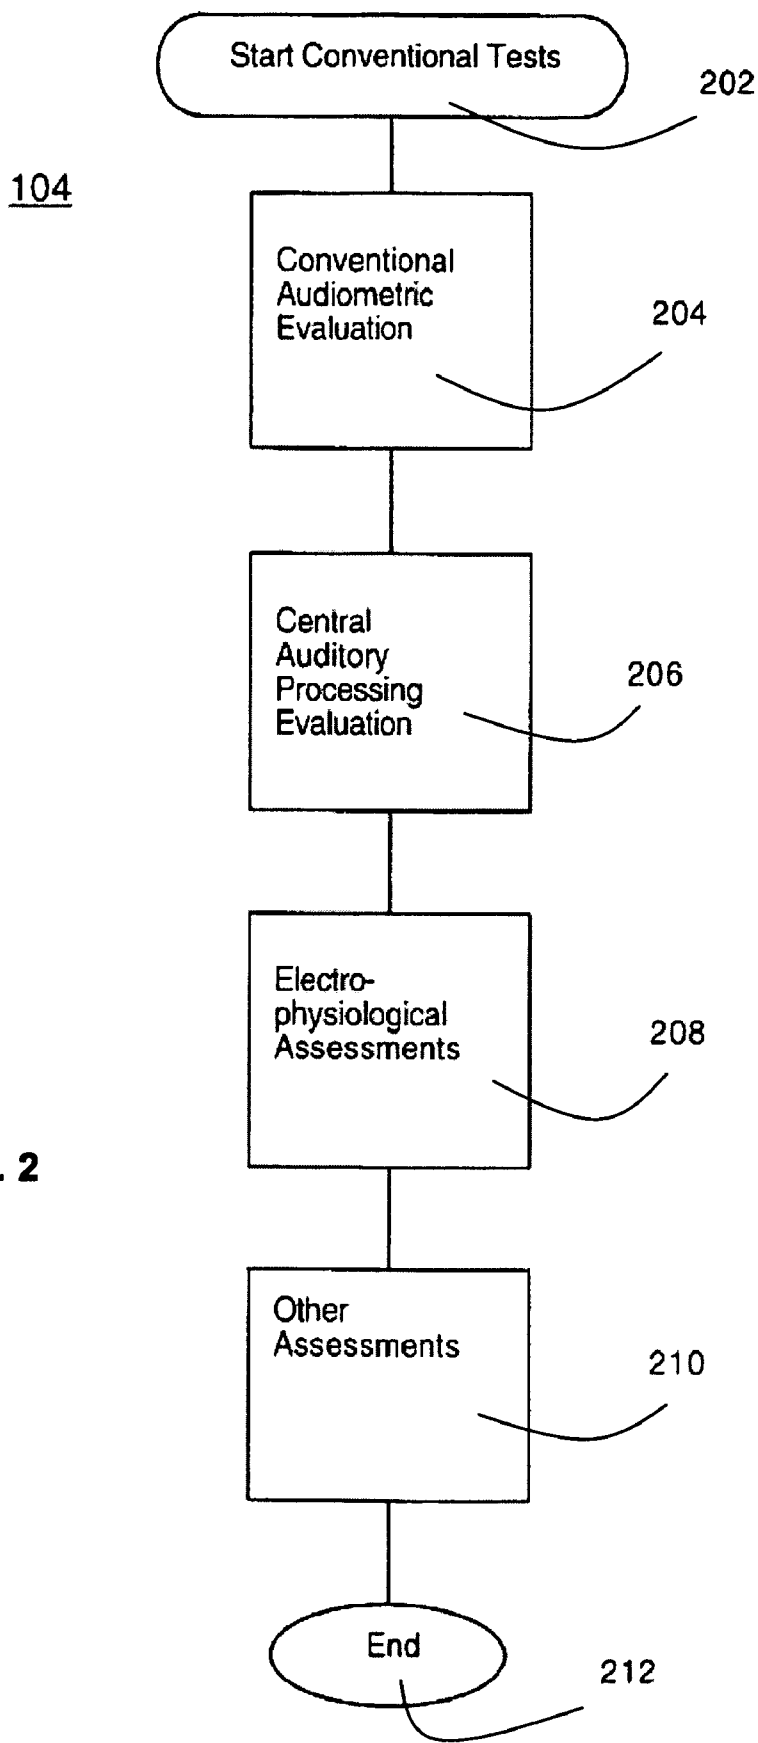 Start Conventional Tests
202
104
Conventional
Audiometric
Evaluation
204
Central
Auditory
Processing
Evaluation
206
Electro-
physiological
Assessments
208
. 2
Other
Assessments
210
End
212